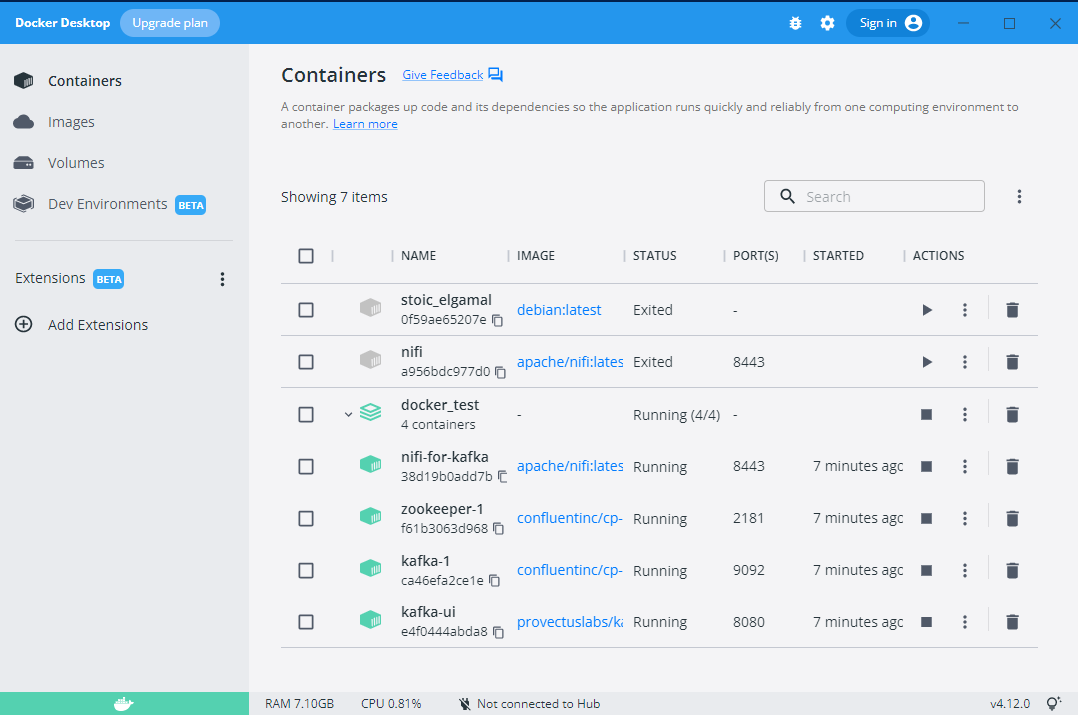 Docker Desktop Upgrade plan Sign in
Containers
Images
Volumes
Dev Environments BETA
Extensions BETA
Add Extensions
Containers Give Feedback
A container packages up code and its dependencies so the application runs quickly and reliably from one computing environment to
another. Learn more
Showing 7 items Search
NAME IMAGE STATUS PORT(S) STARTED ACTIONS
stoic_elgamal
0f59ae65207e debian:latest Exited -
nifi
a956bdc977d0 apache/nifi:lates Exited 8443
docker_test
4 containers - Running (4/4) -
nifi-for-kafka
38d19b0add7b apache/nifi:lates Running 8443 7 minutes agc
zookeeper-1
f61b3063d968 confluentinc/cp- Running 2181 7 minutes agc
kafka-1
ca46efa2ce1e confluentinc/cp- Running 9092 7 minutes agc
kafka-ui
e4f0444abda8 provectuslabs/ka Running 8080 7 minutes agc
RAM 7.10GB CPU 0.81% Not connected to Hub v4.12.0